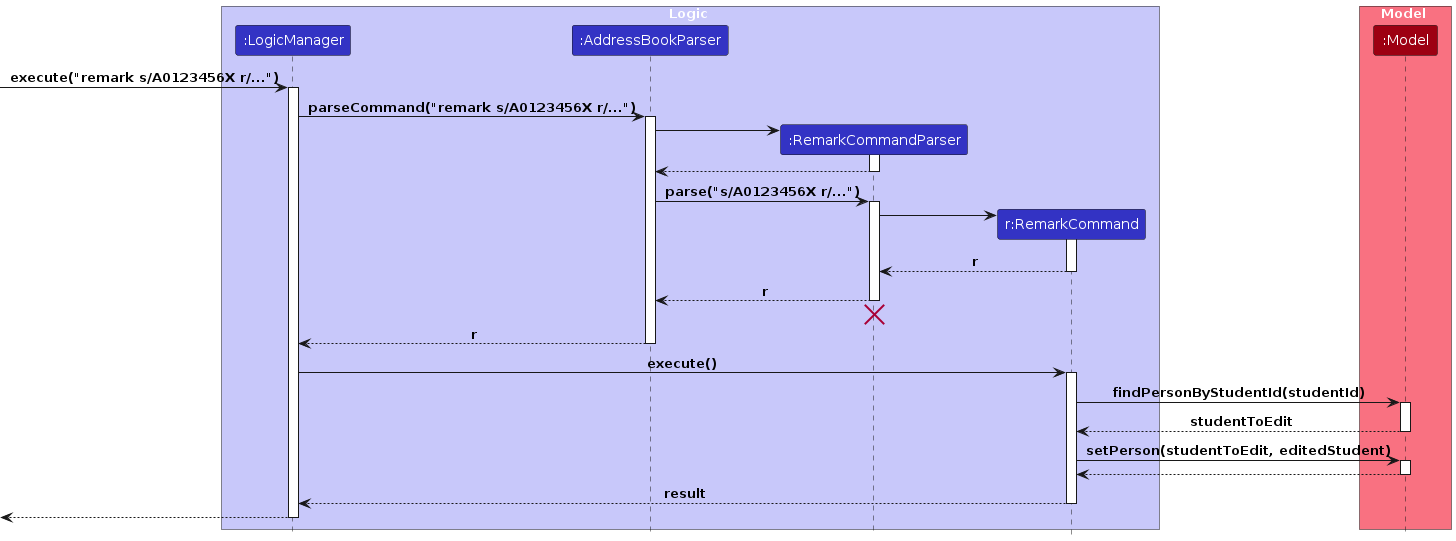 Logic
Model
:LogicManager
:AddressBookParser
:Model
execute("remark s/A0123456X r/...")
parseCommand("remark s/A0123456X r/...")
:RemarkCommandParser
parse("s/A0123456X r/...")
r:RemarkCommand
r
r
r
execute()
findPersonByStudentId(studentId)
studentToEdit
setPerson(studentToEdit, editedStudent)
result